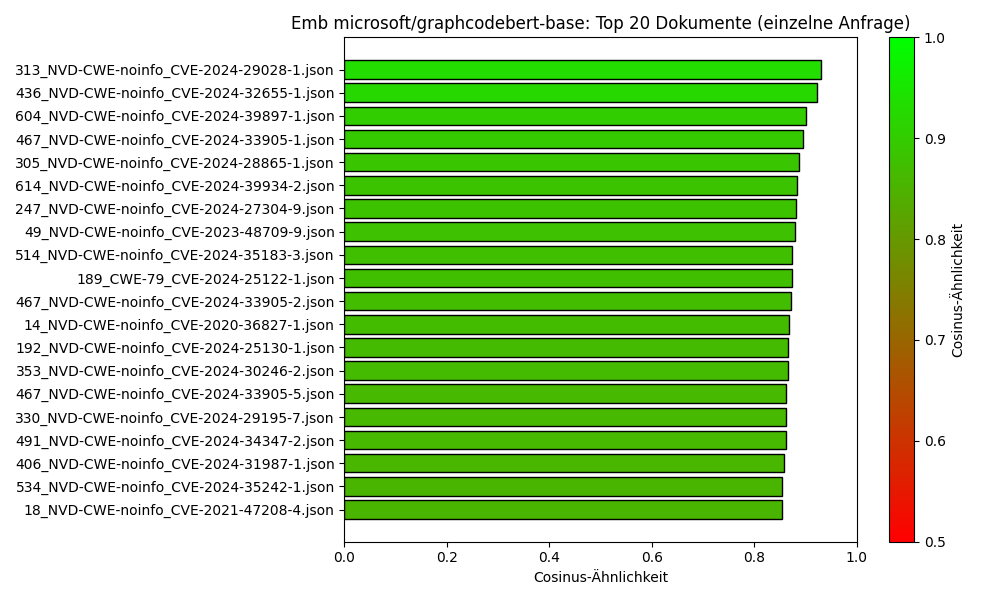 Emb microsoft/graphcodebert-base: Top 20 Dokumente (einzelne Anfrage)
313_NVD-CWE-noinfo_CVE-2024-29028-1.json
436_NVD-CWE-noinfo_CVE-2024-32655-1.json
604_NVD-CWE-noinfo_CVE-2024-39897-1.json
467_NVD-CWE-noinfo_CVE-2024-33905-1.json
305_NVD-CWE-noinfo_CVE-2024-28865-1.json
614_NVD-CWE-noinfo_CVE-2024-39934-2.json
247_NVD-CWE-noinfo_CVE-2024-27304-9.json
49_NVD-CWE-noinfo_CVE-2023-48709-9.json
514_NVD-CWE-noinfo_CVE-2024-35183-3.json
189_CWE-79_CVE-2024-25122-1.json
467_NVD-CWE-noinfo_CVE-2024-33905-2.json
14_NVD-CWE-noinfo_CVE-2020-36827-1.json
192_NVD-CWE-noinfo_CVE-2024-25130-1.json
353_NVD-CWE-noinfo_CVE-2024-30246-2.json
467_NVD-CWE-noinfo_CVE-2024-33905-5.json
330_NVD-CWE-noinfo_CVE-2024-29195-7.json
491_NVD-CWE-noinfo_CVE-2024-34347-2.json
406_NVD-CWE-noinfo_CVE-2024-31987-1.json
534_NVD-CWE-noinfo_CVE-2024-35242-1.json
18_NVD-CWE-noinfo_CVE-2021-47208-4.json
0.0 0.2 0.4 0.6 0.8 1.0
Cosinus-Ähnlichkeit
1.0
0.9
0.8
0.7
0.6
0.5
Cosinus-Ähnlichkeit